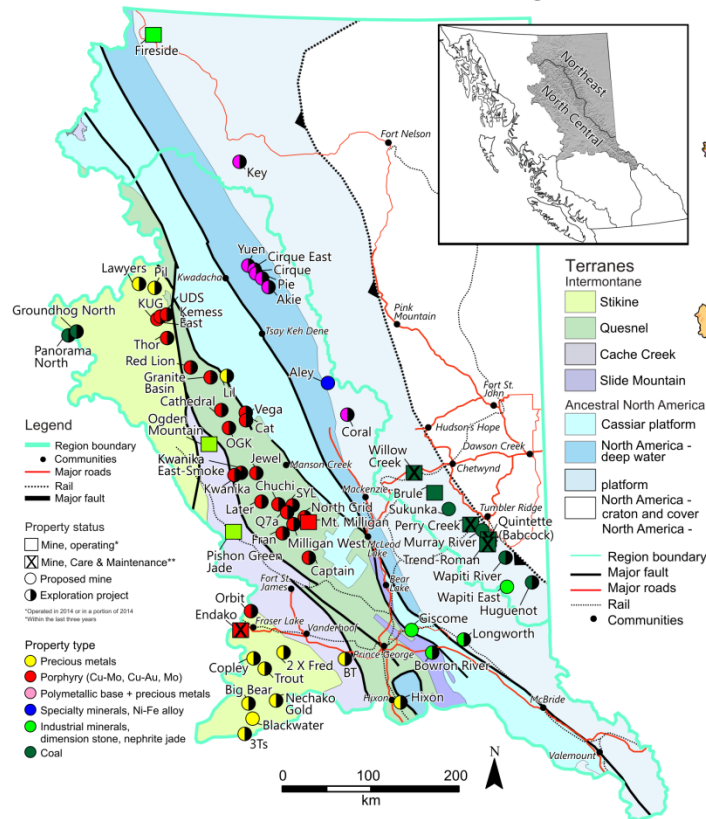 Fireside
Northeast
North Central
Fort Nelson
Key
Yuen
Cirque East
Cirque
Pie
Akie
Kwadacha
Lawyers
Pil
UDS
Groundhog North
KUG
Kemess
East
Panorama
North
Thor
Tsay Keh Dene
Pink
Mountain
Red Lion
Granite
Basin
Lil
Aley
Cathedral
Vega
Cat
Coral
Fort St.
John
Ogden
Mountain
OGK
Hudson's Hope
Dawson Creek
Willow
Creek
Chetwynd
Kwanika
East-Smoke
Jewel
Manson Creek
Kwanika
Chuchi
SYL
Mackenzie
Brule
Sukunka
Tumbler Ridge
Later
North Grid
Mt. Milligan
Perry Creek
Quintette
(Babcock)
Q7a
Murray River
Fran
Milligan West
McLeod
Lake
Trend-Roman
Pishon Green
Jade
Captain
Wapiti River
Bear
Lake
Wapiti East
Huguenot
Fort St.
James
Orbit
Endako
Fraser Lake
Vanderhoof
Ciscome
Longworth
Prince George
Copley
2 X Fred
Trout
BT
Bowron River
Big Bear
Nechako
Gold
Hixon
Hixon
McBride
Blackwater
3Ts
Valemount
N
0 100 200
km
Legend
Region boundary
Communities
Major roads
Rail
Major fault
Property status
Mine, operating*
Mine, Care & Maintenance**
Proposed mine
Exploration project
*Operated in 2014 or in a portion of 2014
*Within the last three years
Property type
Precious metals
Porphyry (Cu-Mo, Cu-Au, Mo)
Polymetallic base + precious metals
Specialty minerals, Ni-Fe alloy
Industrial minerals,
dimension stone, nephrite jade
Coal
Terranes
Intermontane
Stikine
Quesnel
Cache Creek
Slide Mountain
Ancestral North America
Cassiar platform
North America -
deep water
platform
North America -
craton and cover
North America -
Region boundary
Major fault
Major roads
Rail
Communities